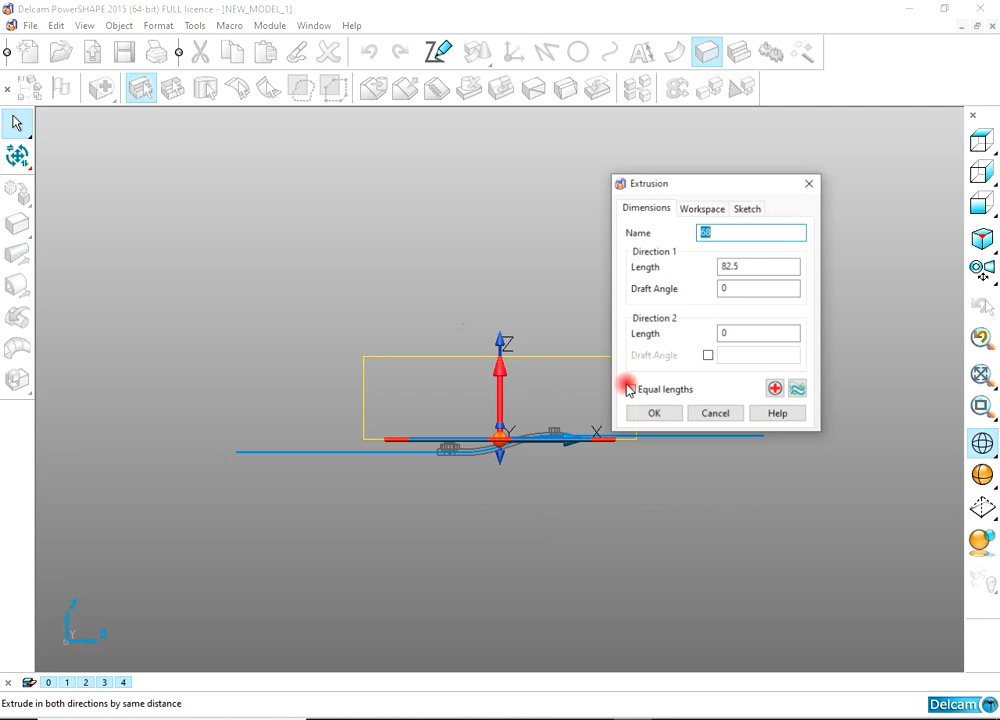 Delcam PowerSHAPE 2015 (64-bit) FULL licence - [NEW_MODEL_1]
File Edit View Object Format Tools Macro Module Window Help
Extrusion
Dimensions Workspace Sketch
Name 68
Direction 1
Length 82.5
Draft Angle 0
Direction 2
Length 0
Draft Angle
Equal lengths
OK Cancel Help
Z
Y X
Z
Y X
0 1 2 3 4
Extrude in both directions by same distance
Delcam